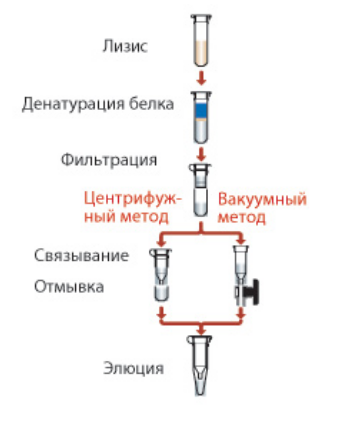 Лизис
Денатурация белка
Фильтрация
Центрифуж-
ный метод
Вакуумный
метод
Связывание
Отмывка
Элюция